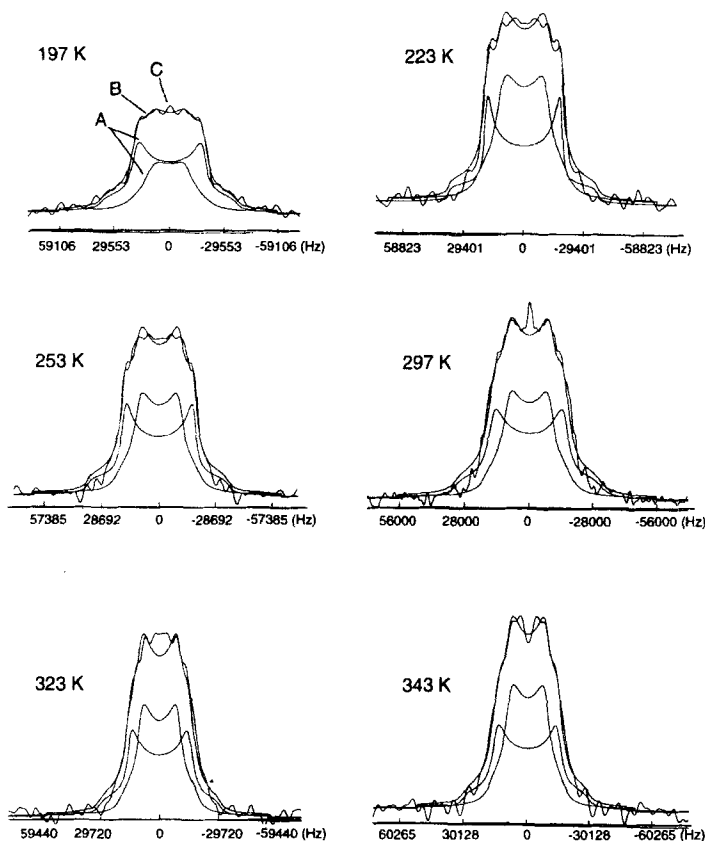 197 K
C
B
A
59106 29553 0 -29553 -59106 (Hz)
223 K
58823 29401 0 -29401 -58823 (Hz)
253 K
57385 28692 0 -28692 -57385 (Hz)
297 K
56000 28000 0 -28000 -56000 (Hz)
323 K
59440 29720 0 -29720 -59440 (Hz)
343 K
60265 30128 0 -30128 -60265 (Hz)